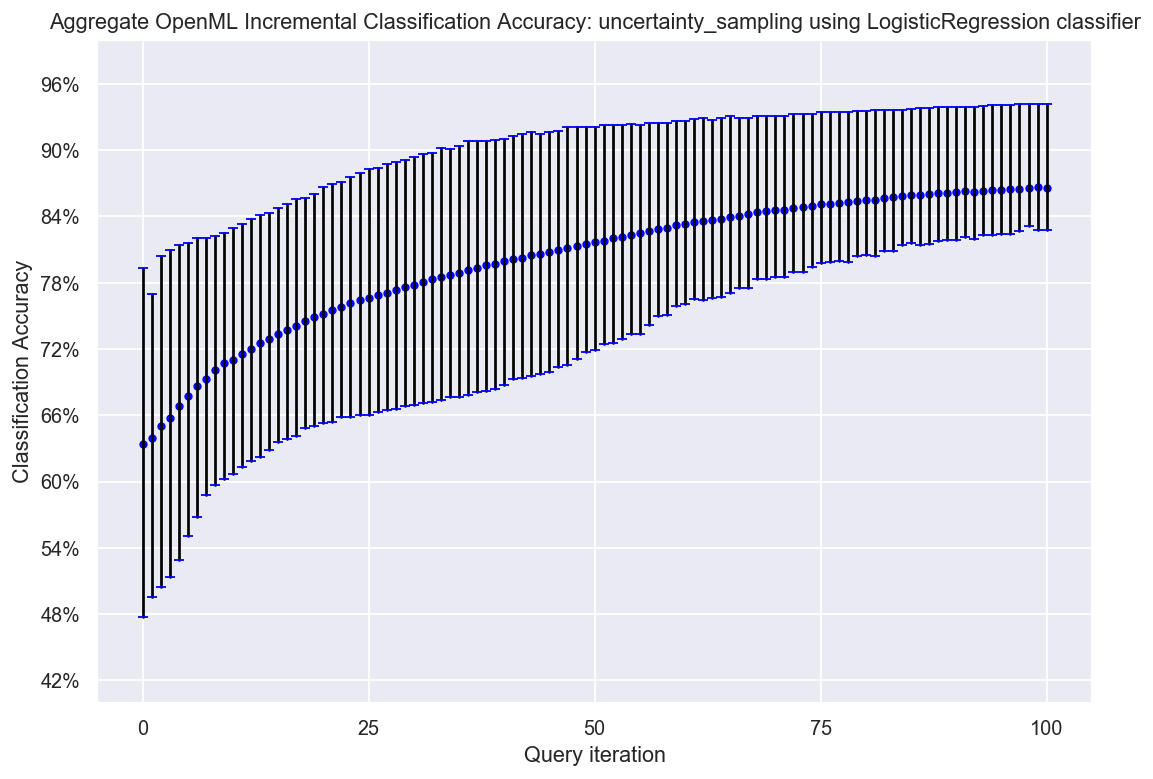 Aggregate OpenML Incremental Classification Accuracy: uncertainty_sampling using LogisticRegression classifier
96%
90%
84%
78%
72%
66%
60%
54%
48%
42%
Classification Accuracy
0 25 50 75 100
Query iteration